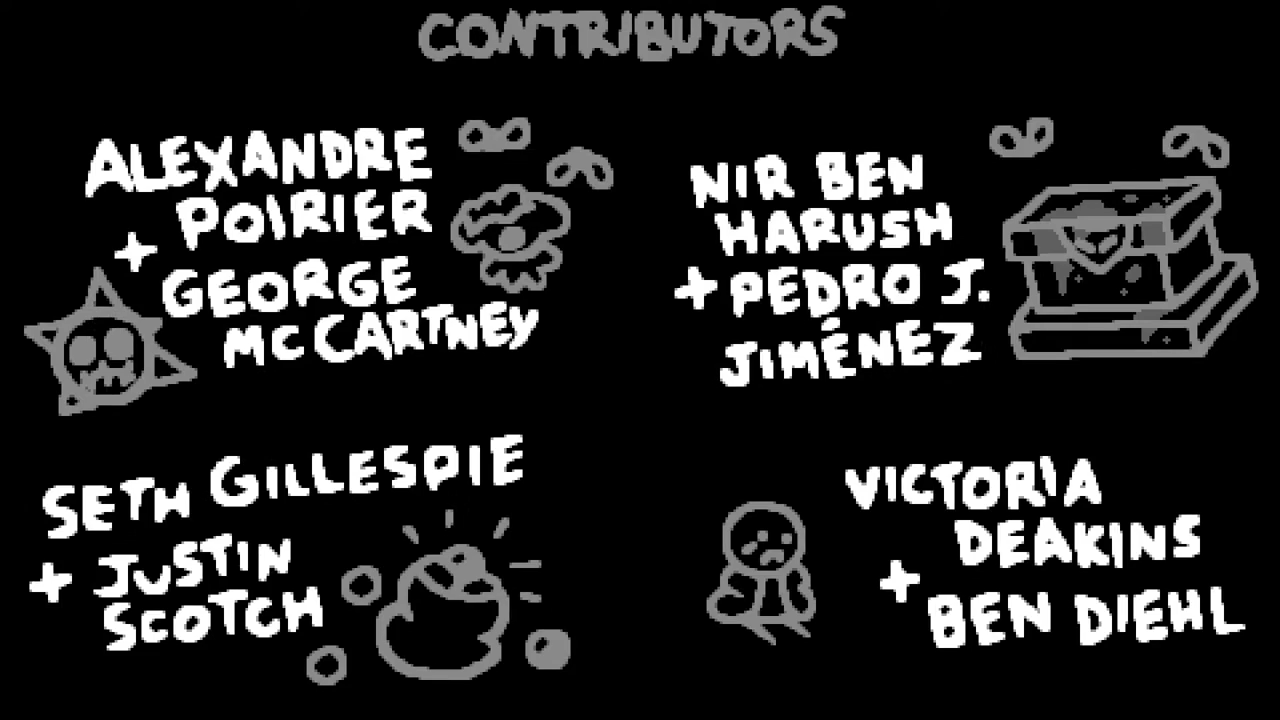 CONTRIBUTORS
ALEXANDRE
POIRIER
+ GEORGE
MCCARTNEY
NIR BEN
HARUSH
+ PEDRO J.
JIMÉNEZ
SETH GILLESPIE
+ JUSTIN
SCOTCH
VICTORIA
DEAKINS
+ BEN DIEHL